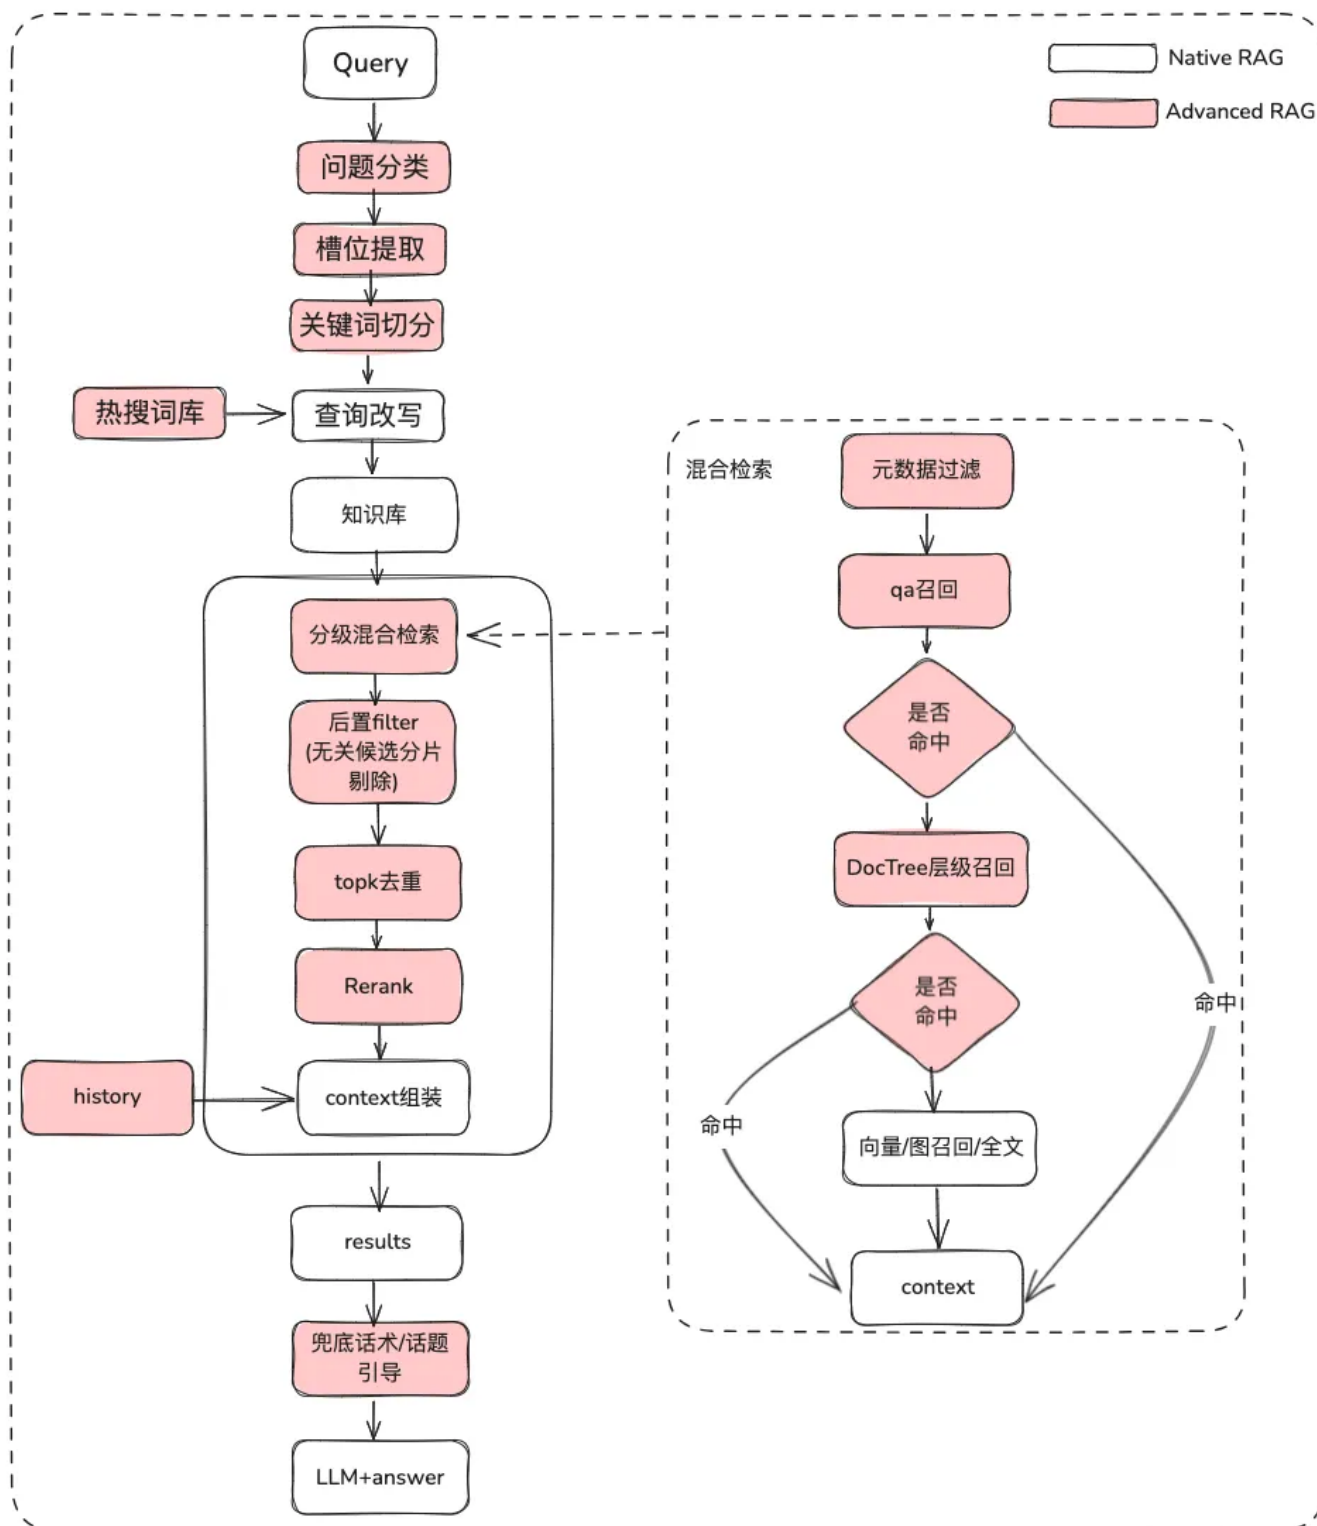 Query
Native RAG
Advanced RAG
问题分类
槽位提取
关键词切分
热搜词库
查询改写
知识库
分级混合检索
后置filter
(无关候选分片
剔除)
topk去重
Rerank
history
context组装
results
兜底话术/话题
引导
LLM+answer
混合检索
元数据过滤
qa召回
是否
命中
DocTree层级召回
是否
命中
命中
命中
向量/图召回/全文
context